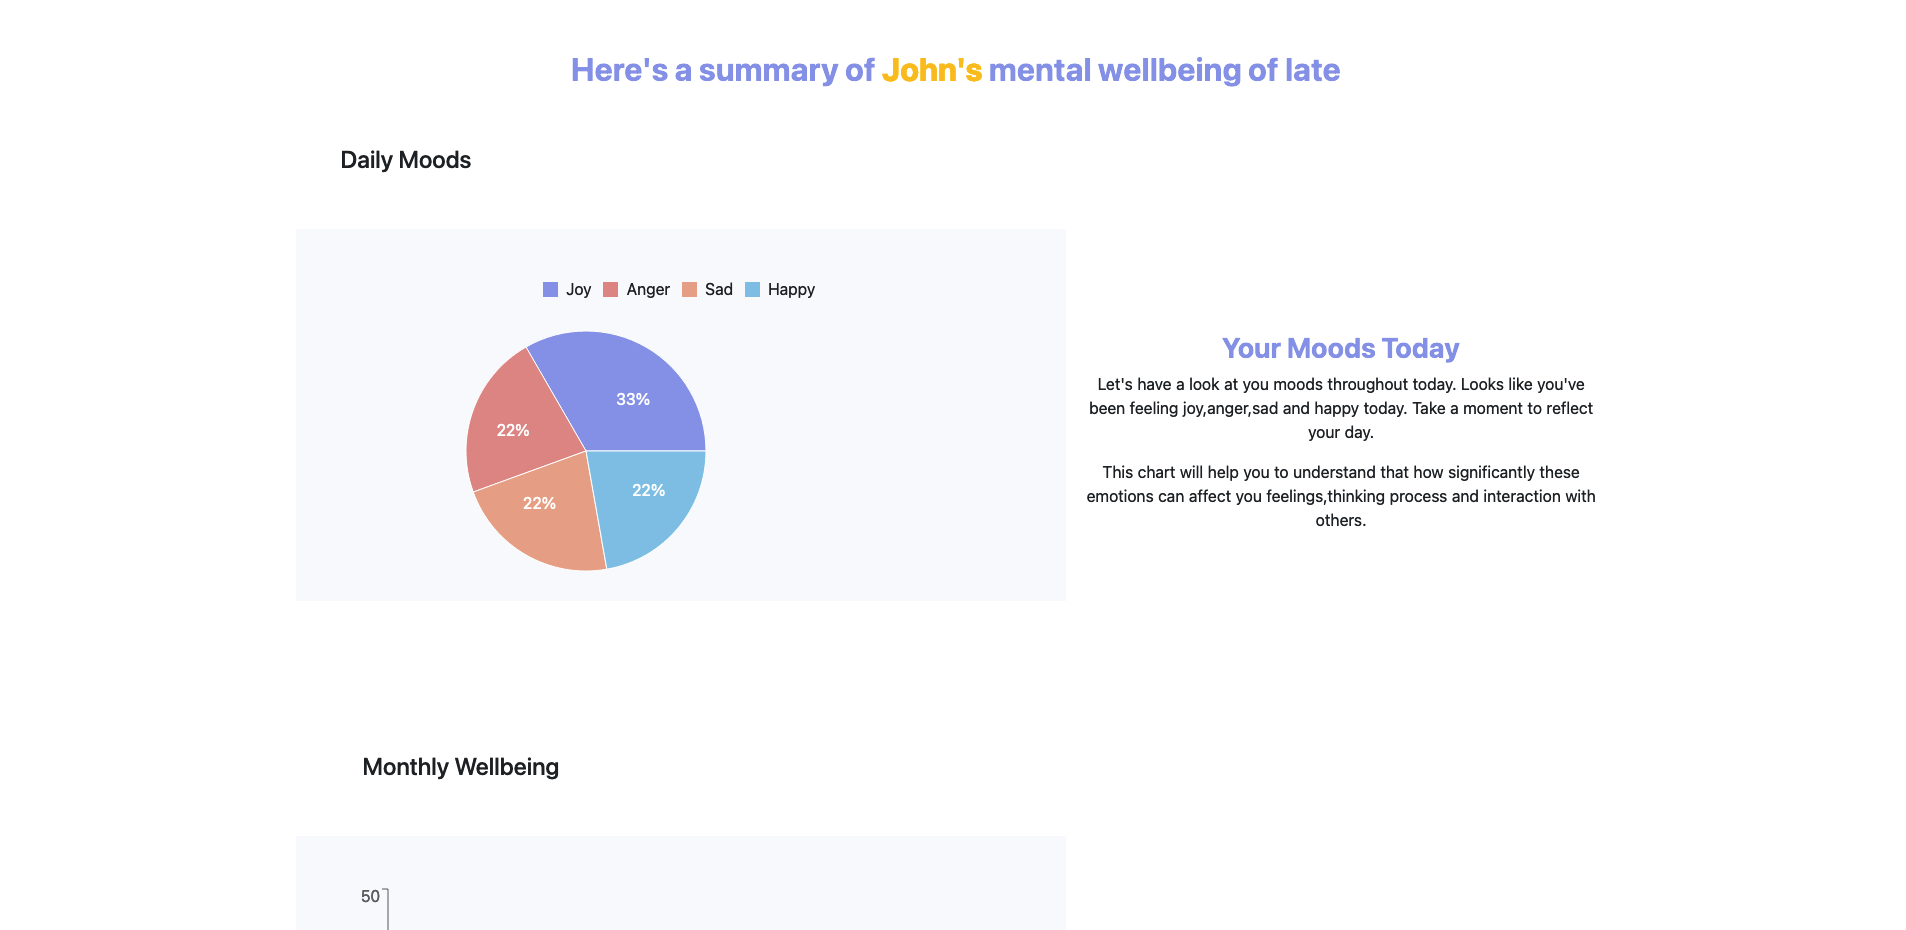 Here's a summary of John's mental wellbeing of late
Daily Moods
Joy Anger Sad Happy
33%
22%
22%
22%
Your Moods Today
Let's have a look at you moods throughout today. Looks like you've
been feeling joy,anger,sad and happy today. Take a moment to reflect
your day.
This chart will help you to understand that how significantly these
emotions can affect you feelings,thinking process and interaction with
others.
Monthly Wellbeing
50